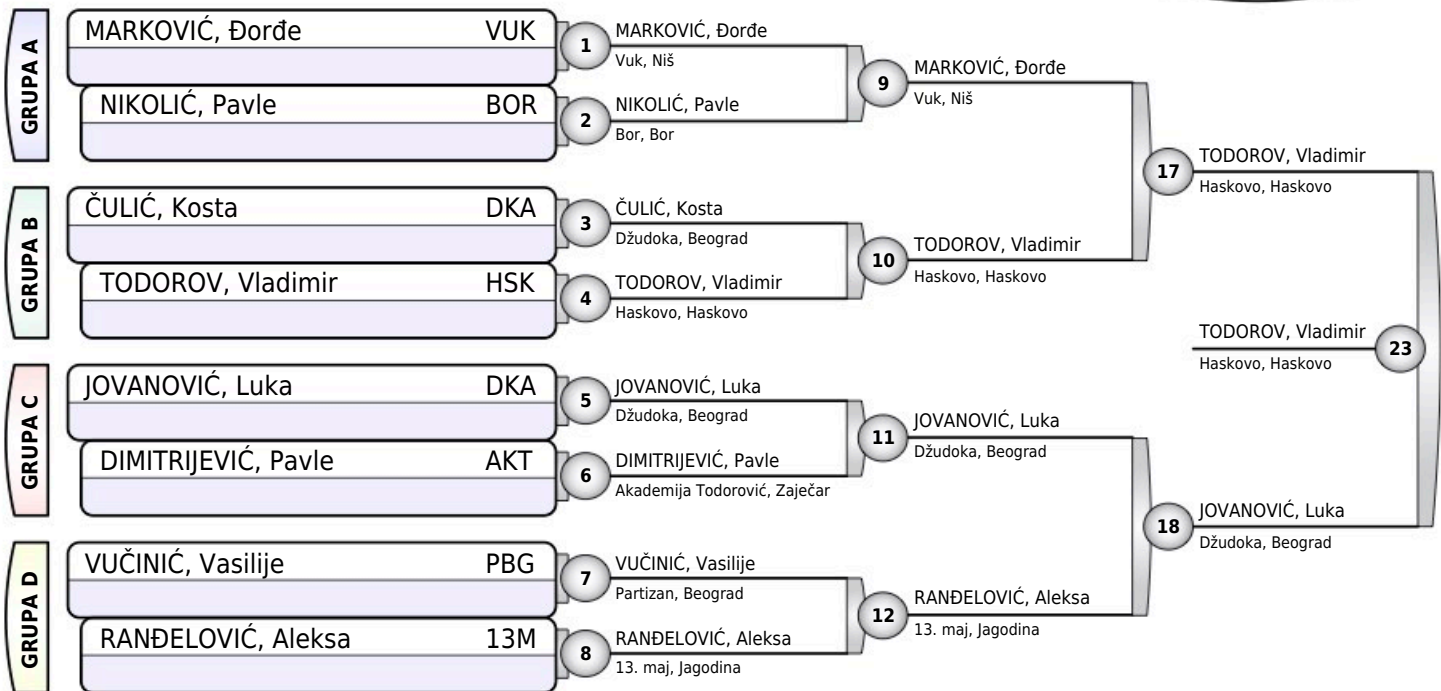 GRUPA A
MARKOVIĆ, Đorđe VUK
NIKOLIĆ, Pavle BOR
GRUPA B
ČULIĆ, Kosta DKA
TODOROV, Vladimir HSK
GRUPA C
JOVANOVIĆ, Luka DKA
DIMITRIJEVIĆ, Pavle AKT
GRUPA D
VUČINIĆ, Vasilije PBG
RANĐELOVIĆ, Aleksa 13M
1
MARKOVIĆ, Đorđe
Vuk, Niš
2
NIKOLIĆ, Pavle
Bor, Bor
3
ČULIĆ, Kosta
Džudoka, Beograd
4
TODOROV, Vladimir
Haskovo, Haskovo
5
JOVANOVIĆ, Luka
Džudoka, Beograd
6
DIMITRIJEVIĆ, Pavle
Akademija Todorović, Zaječar
7
VUČINIĆ, Vasilije
Partizan, Beograd
8
RANĐELOVIĆ, Aleksa
13. maj, Jagodina
9
MARKOVIĆ, Đorđe
Vuk, Niš
10
TODOROV, Vladimir
Haskovo, Haskovo
11
JOVANOVIĆ, Luka
Džudoka, Beograd
12
RANĐELOVIĆ, Aleksa
13. maj, Jagodina
17
TODOROV, Vladimir
Haskovo, Haskovo
18
JOVANOVIĆ, Luka
Džudoka, Beograd
TODOROV, Vladimir
Haskovo, Haskovo
23